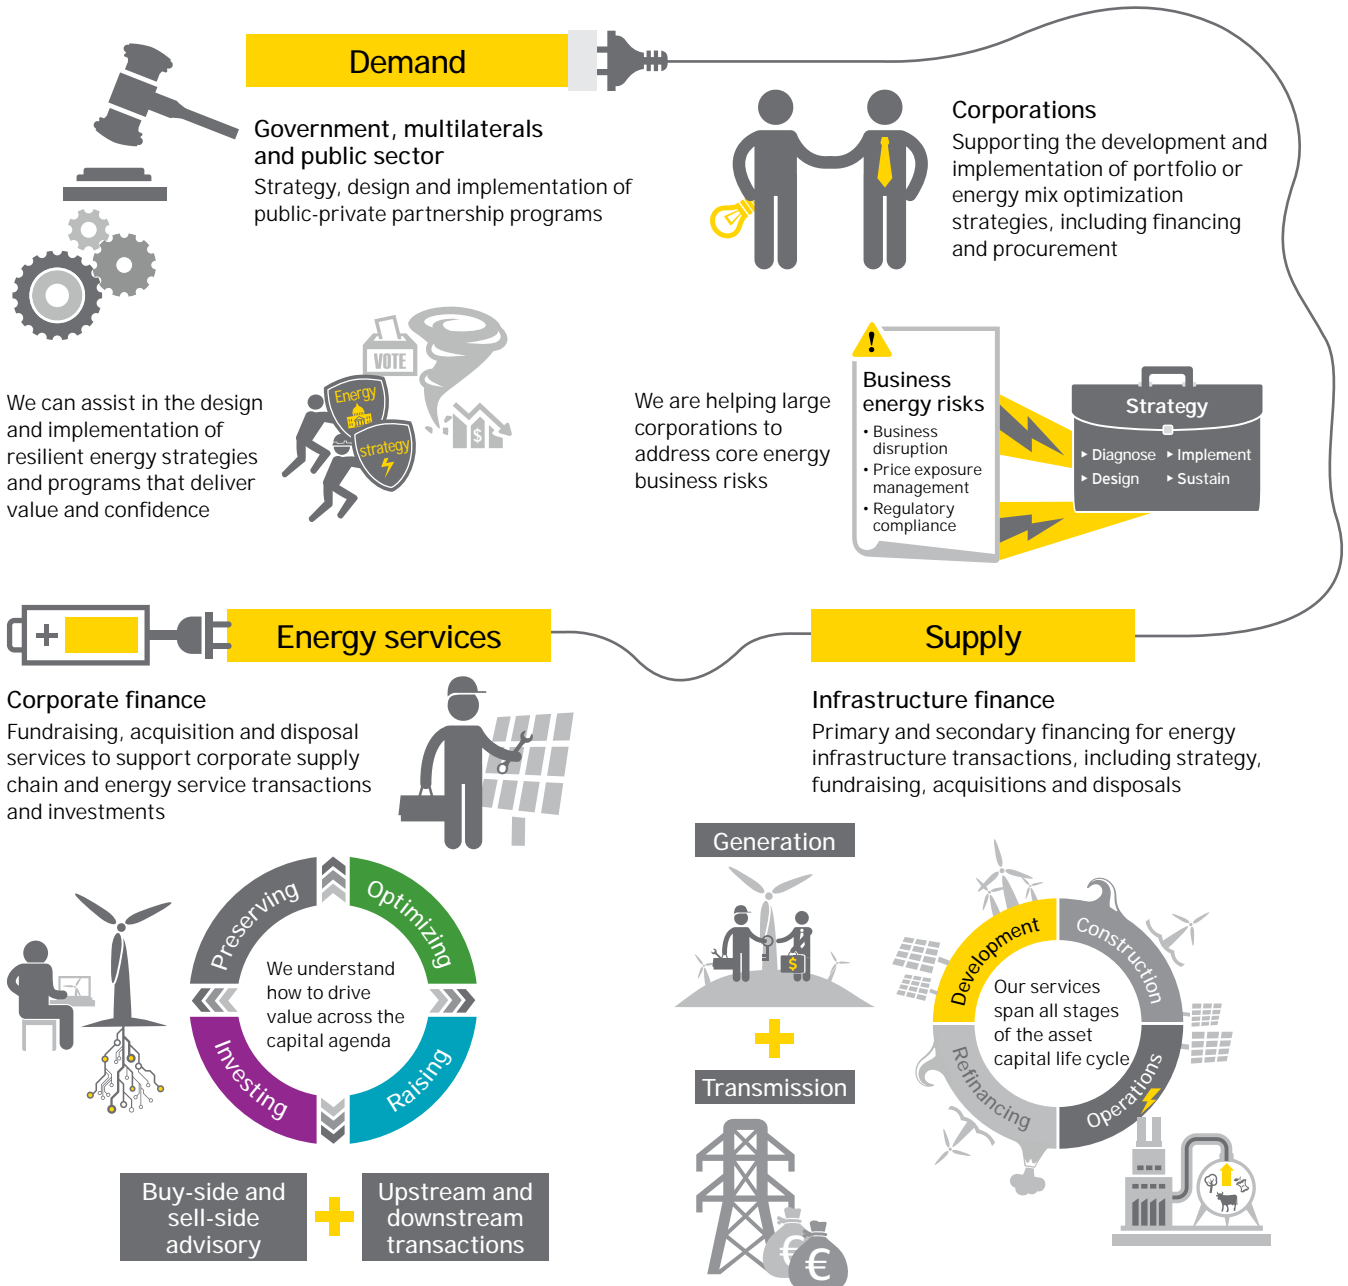 Demand
Government, multilaterals
and public sector
Strategy, design and implementation of
public-private partnership programs
Corporations
Supporting the development and
implementation of portfolio or
energy mix optimization
strategies, including financing
and procurement
We can assist in the design
and implementation of
resilient energy strategies
and programs that deliver
value and confidence
VOTE
Energy
strategy
$
We are helping large
corporations to
address core energy
business risks
!
Business
energy risks
• Business
disruption
• Price exposure
management
• Regulatory
compliance
Strategy
▸ Diagnose ▸ Implement
▸ Design ▸ Sustain
Energy services
Corporate finance
Fundraising, acquisition and disposal
services to support corporate supply
chain and energy service transactions
and investments
Preserving
Optimizing
Investing
Raising
We understand
how to drive
value across the
capital agenda
Buy-side and
sell-side
advisory
+
Upstream and
downstream
transactions
Supply
Infrastructure finance
Primary and secondary financing for energy
infrastructure transactions, including strategy,
fundraising, acquisitions and disposals
Generation
$
+
Transmission
€
€
Development
Construction
Refinancing
Operations
Our services
span all stages
of the asset
capital life cycle